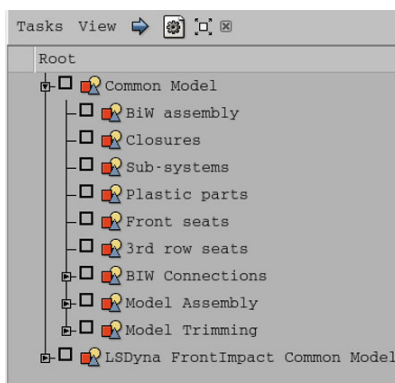 Tasks View
Root
Common Model
BiW assembly
Closures
Sub-systems
Plastic parts
Front seats
3rd row seats
BIW Connections
Model Assembly
Model Trimming
LSDyna FrontImpact Common Model